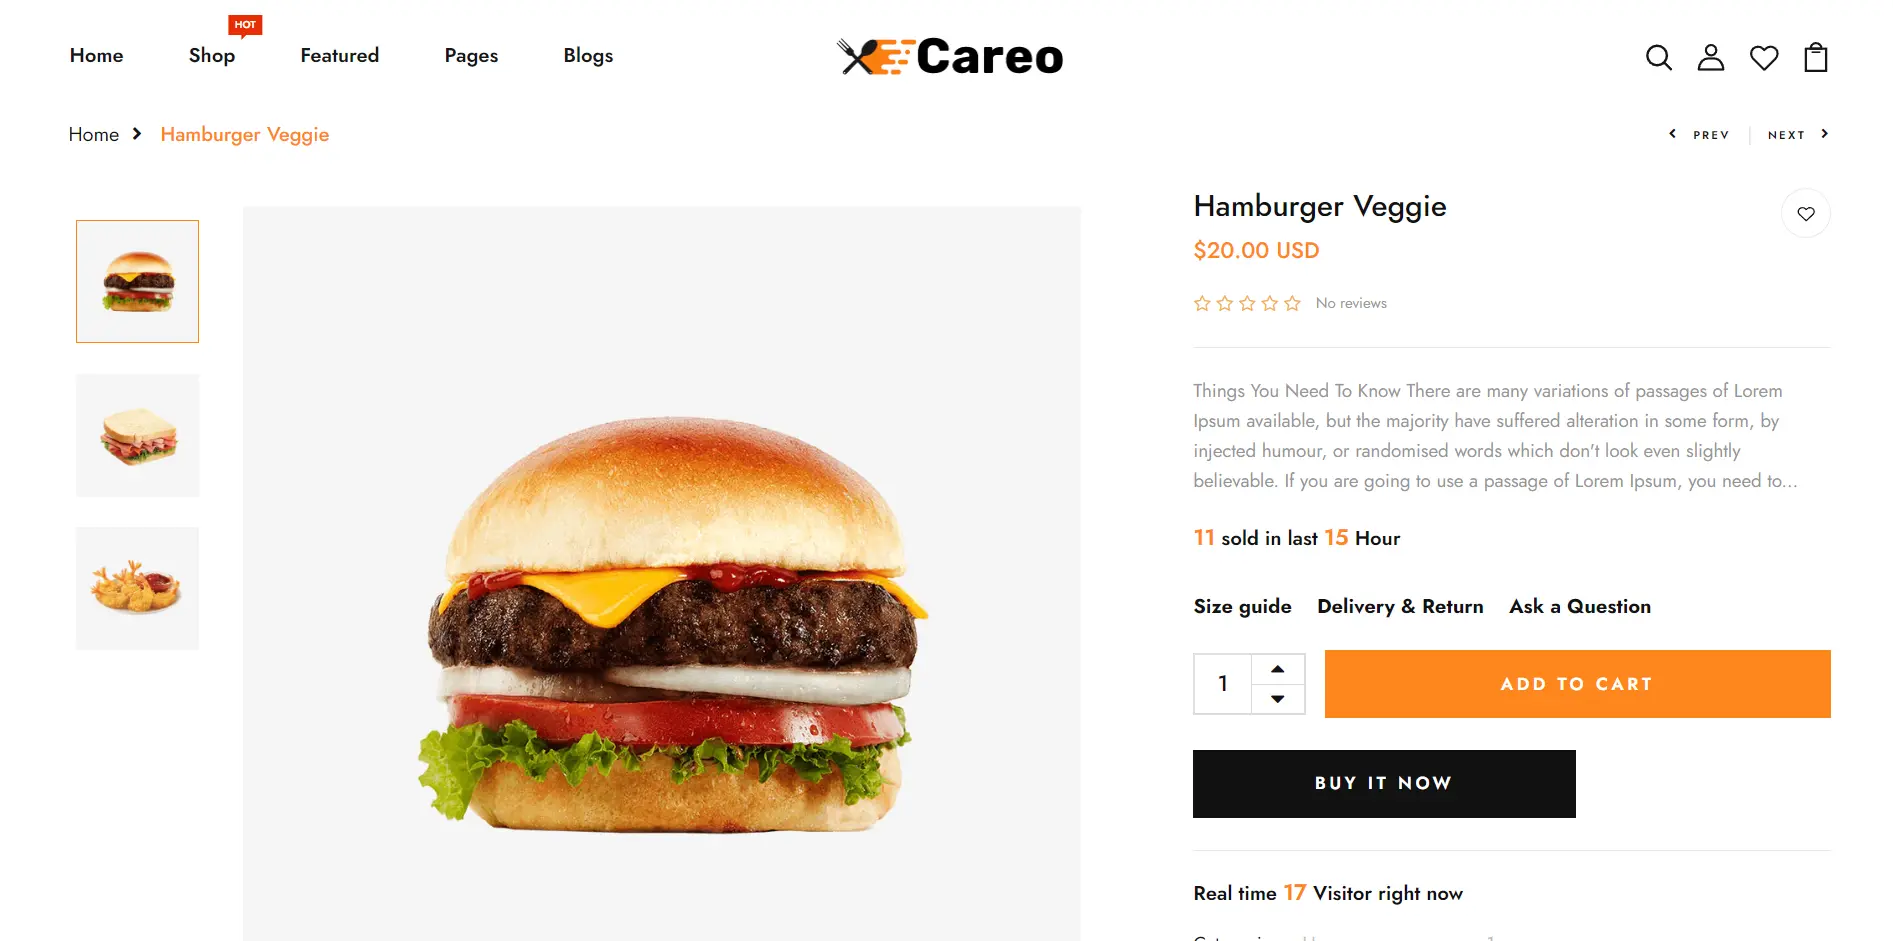 HOT
Home Shop Featured Pages Blogs
Careo
Home Hamburger Veggie
PREV NEXT
Hamburger Veggie
$20.00 USD
No reviews
Things You Need To Know There are many variations of passages of Lorem
Ipsum available, but the majority have suffered alteration in some form, by
injected humour, or randomised words which don't look even slightly
believable. If you are going to use a passage of Lorem Ipsum, you need to...
11 sold in last 15 Hour
Size guide Delivery & Return Ask a Question
1
ADD TO CART
BUY IT NOW
Real time 17 Visitor right now